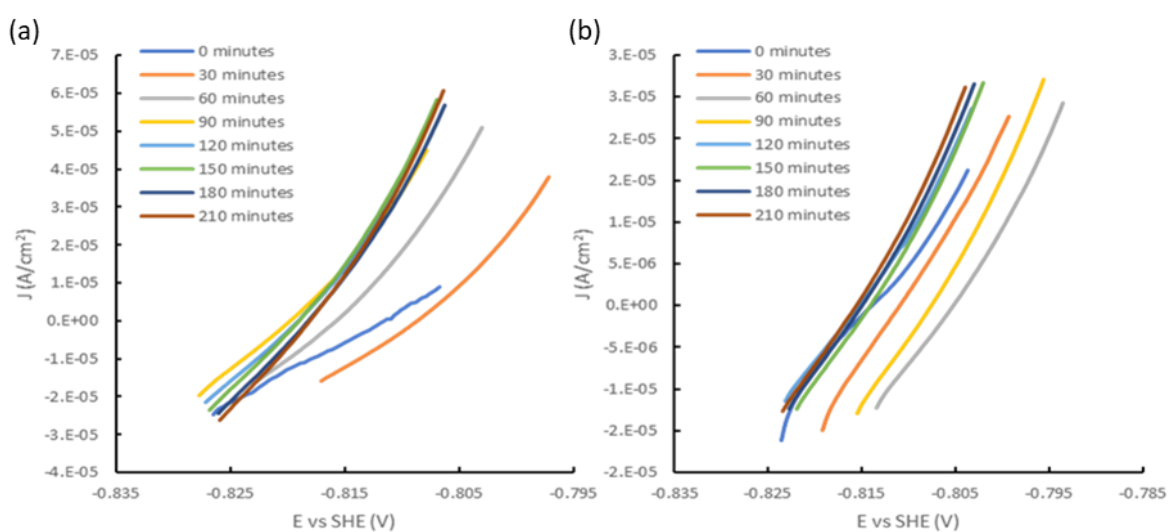 (a)
7.E-05
6.E-05
5.E-05
4.E-05
3.E-05
2.E-05
1.E-05
0.E+00
-1.E-05
-2.E-05
-3.E-05
-4.E-05
J (A/cm²)
0 minutes
30 minutes
60 minutes
90 minutes
120 minutes
150 minutes
180 minutes
210 minutes
-0.835
-0.825
-0.815
-0.805
-0.795
E vs SHE (V)
(b)
3.E-05
3.E-05
2.E-05
2.E-05
1.E-05
5.E-06
0.E+00
-5.E-06
-1.E-05
-2.E-05
-2.E-05
J (A/cm²)
0 minutes
30 minutes
60 minutes
90 minutes
120 minutes
150 minutes
180 minutes
210 minutes
-0.835
-0.825
-0.815
-0.805
-0.795
-0.785
E vs SHE (V)